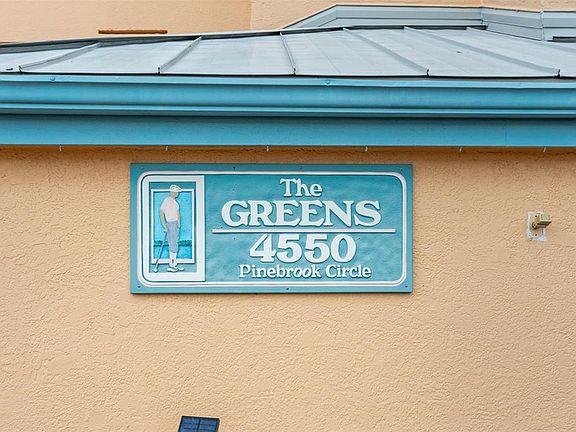 The
GREENS
4550
Pinebrook Circle